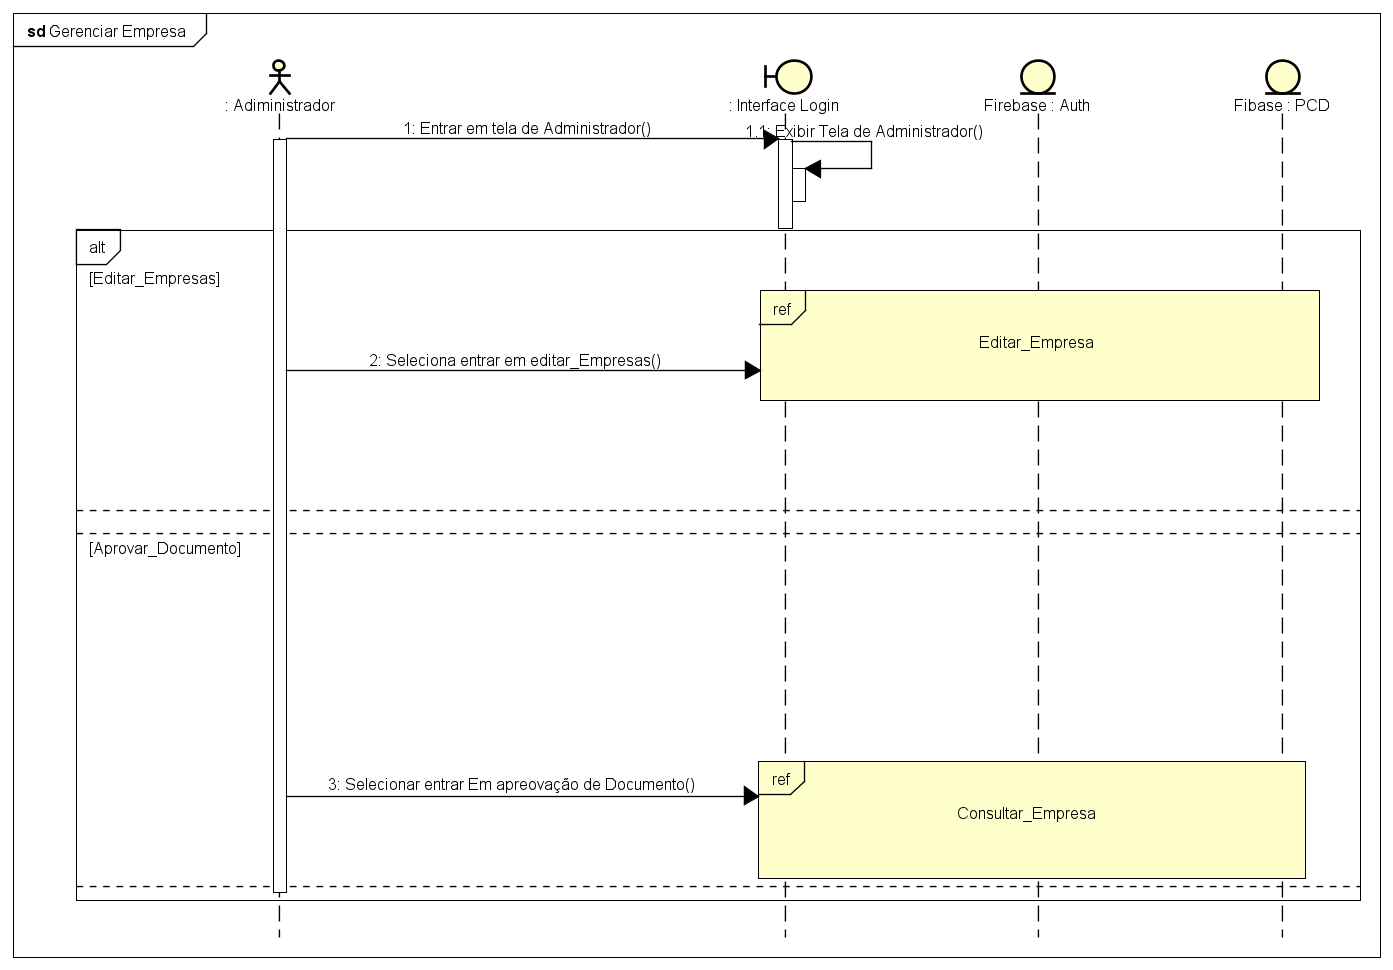 sd Gerenciar Empresa
: Adiministrador
: Interface Login
Firebase : Auth
Fibase : PCD
1: Entrar em tela de Administrador()
1.1: Exibir Tela de Administrador()
alt
[Editar_Empresas]
ref
Editar_Empresa
2: Seleciona entrar em editar_Empresas()
[Aprovar_Documento]
ref
3: Selecionar entrar Em apreovação de Documento()
Consultar_Empresa